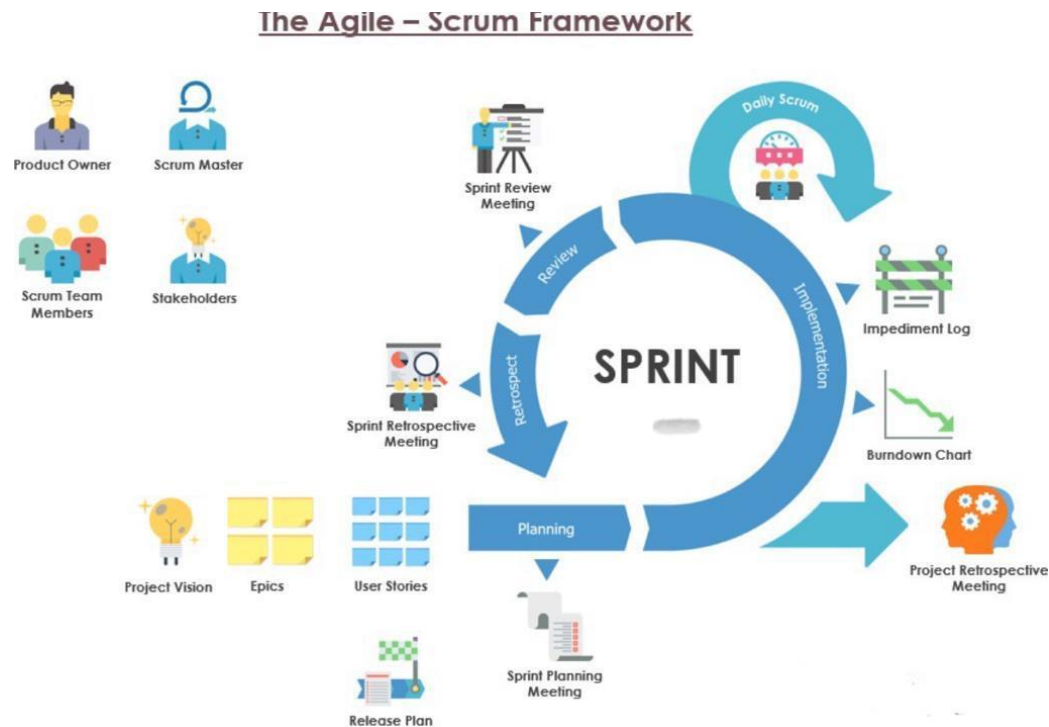 The Agile – Scrum Framework
Product Owner
Scrum Master
Scrum Team
Members
Stakeholders
Sprint Review
Meeting
Daily Scrum
Review
Implementation
Impediment Log
SPRINT
Retrospect
Sprint Retrospective
Meeting
Burndown Chart
Planning
Project Vision
Epics
User Stories
Project Retrospective
Meeting
Sprint Planning
Meeting
Release Plan